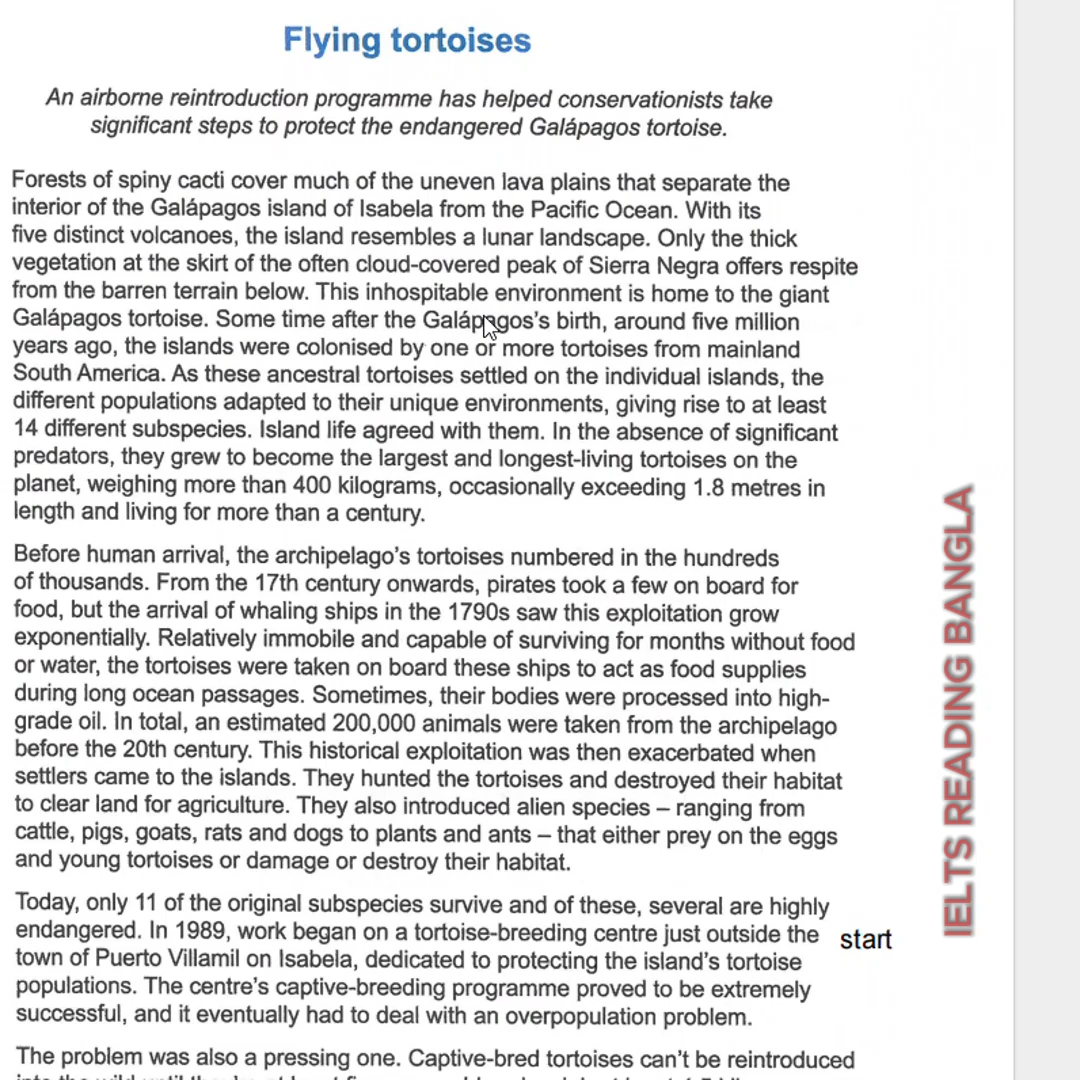 Flying tortoises
An airborne reintroduction programme has helped conservationists take
significant steps to protect the endangered Galápagos tortoise.
Forests of spiny cacti cover much of the uneven lava plains that separate the
interior of the Galápagos island of Isabela from the Pacific Ocean. With its
five distinct volcanoes, the island resembles a lunar landscape. Only the thick
vegetation at the skirt of the often cloud-covered peak of Sierra Negra offers respite
from the barren terrain below. This inhospitable environment is home to the giant
Galápagos tortoise. Some time after the Galápagos's birth, around five million
years ago, the islands were colonised by one or more tortoises from mainland
South America. As these ancestral tortoises settled on the individual islands, the
different populations adapted to their unique environments, giving rise to at least
14 different subspecies. Island life agreed with them. In the absence of significant
predators, they grew to become the largest and longest-living tortoises on the
planet, weighing more than 400 kilograms, occasionally exceeding 1.8 metres in
length and living for more than a century.
Before human arrival, the archipelago's tortoises numbered in the hundreds
of thousands. From the 17th century onwards, pirates took a few on board for
food, but the arrival of whaling ships in the 1790s saw this exploitation grow
exponentially. Relatively immobile and capable of surviving for months without food
or water, the tortoises were taken on board these ships to act as food supplies
during long ocean passages. Sometimes, their bodies were processed into high-
grade oil. In total, an estimated 200,000 animals were taken from the archipelago
before the 20th century. This historical exploitation was then exacerbated when
settlers came to the islands. They hunted the tortoises and destroyed their habitat
to clear land for agriculture. They also introduced alien species – ranging from
cattle, pigs, goats, rats and dogs to plants and ants – that either prey on the eggs
and young tortoises or damage or destroy their habitat.
Today, only 11 of the original subspecies survive and of these, several are highly
endangered. In 1989, work began on a tortoise-breeding centre just outside the
start
town of Puerto Villamil on Isabela, dedicated to protecting the island's tortoise
populations. The centre's captive-breeding programme proved to be extremely
successful, and it eventually had to deal with an overpopulation problem.
The problem was also a pressing one. Captive-bred tortoises can't be reintroduced
IELTS READING BANGLA